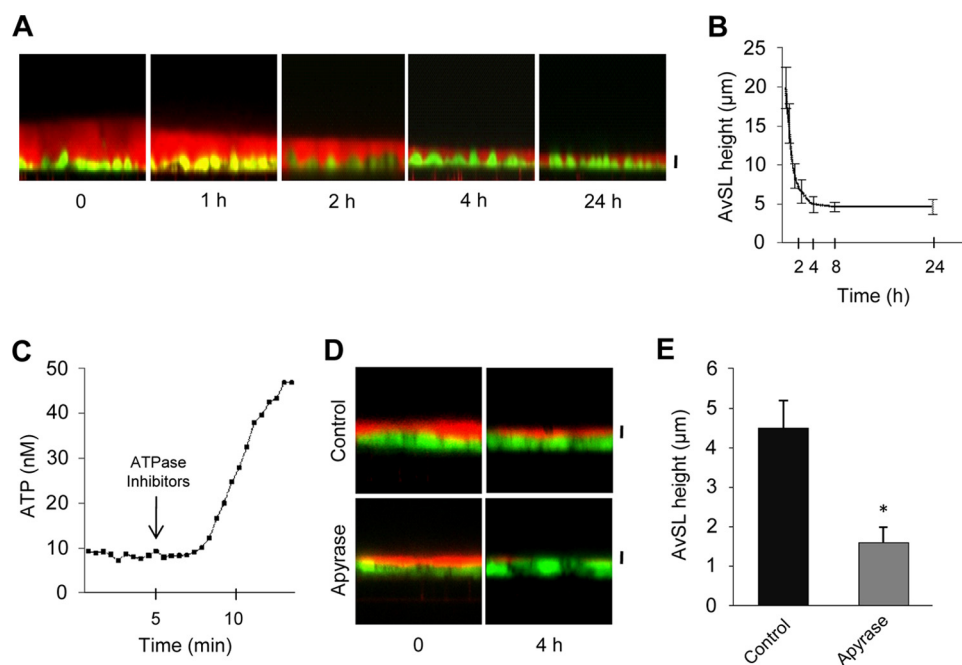 A
0
1 h
2 h
4 h
24 h
B
AvSL height (µm)
25
20
15
10
5
0
2
4
8
24
Time (h)
C
ATP (nM)
50
40
30
20
10
0
ATPase
Inhibitors
5
10
Time (min)
D
Control
Apyrase
0
4 h
E
AvSL height (µm)
6
5
4
3
2
1
0
*
Control
Apyrase